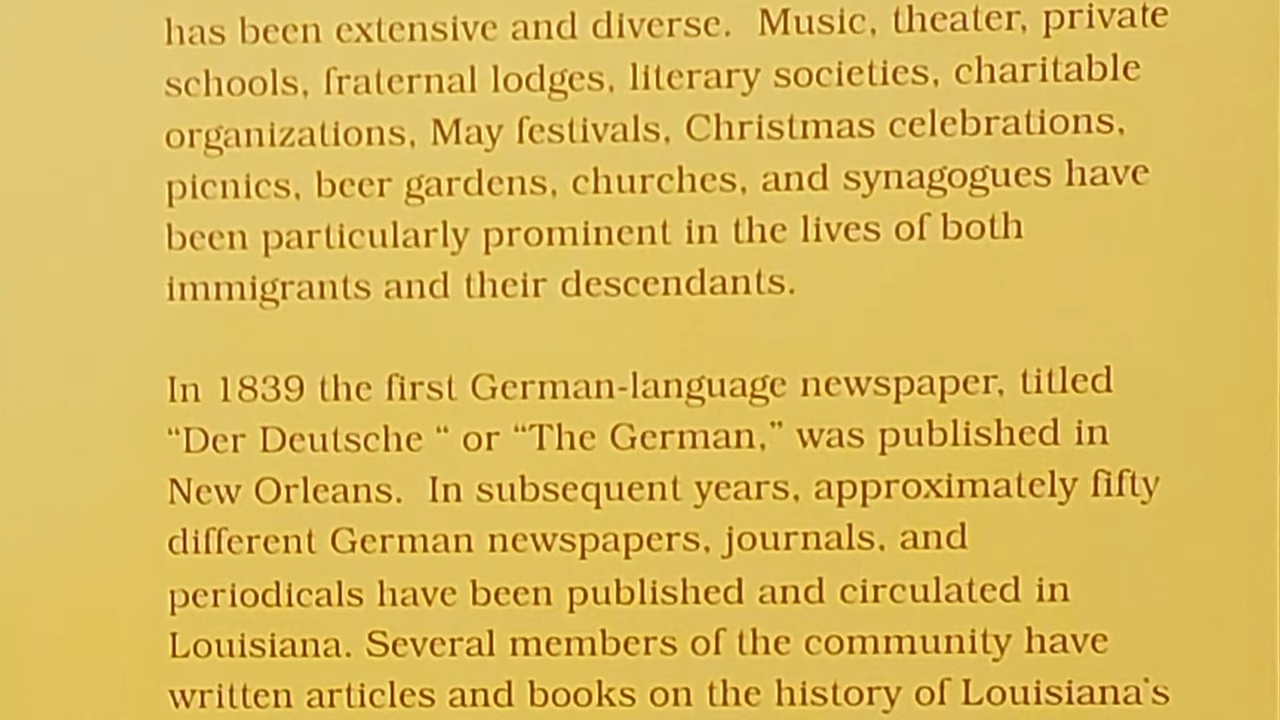 has been extensive and diverse.  Music, theater, private
schools, fraternal lodges, literary societies, charitable
organizations, May festivals, Christmas celebrations,
picnics, beer gardens, churches, and synagogues have
been particularly prominent in the lives of both
immigrants and their descendants.
In 1839 the first German-language newspaper, titled
“Der Deutsche “ or “The German,” was published in
New Orleans.  In subsequent years, approximately fifty
different German newspapers, journals, and
periodicals have been published and circulated in
Louisiana. Several members of the community have
written articles and books on the history of Louisiana's